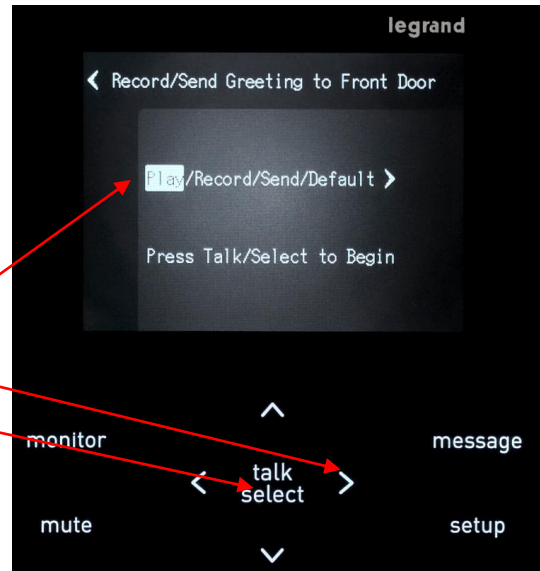 legrand
Record/Send Greeting to Front Door
Play/Record/Send/Default
Press Talk/Select to Begin
monitor
message
talk
select
mute
setup